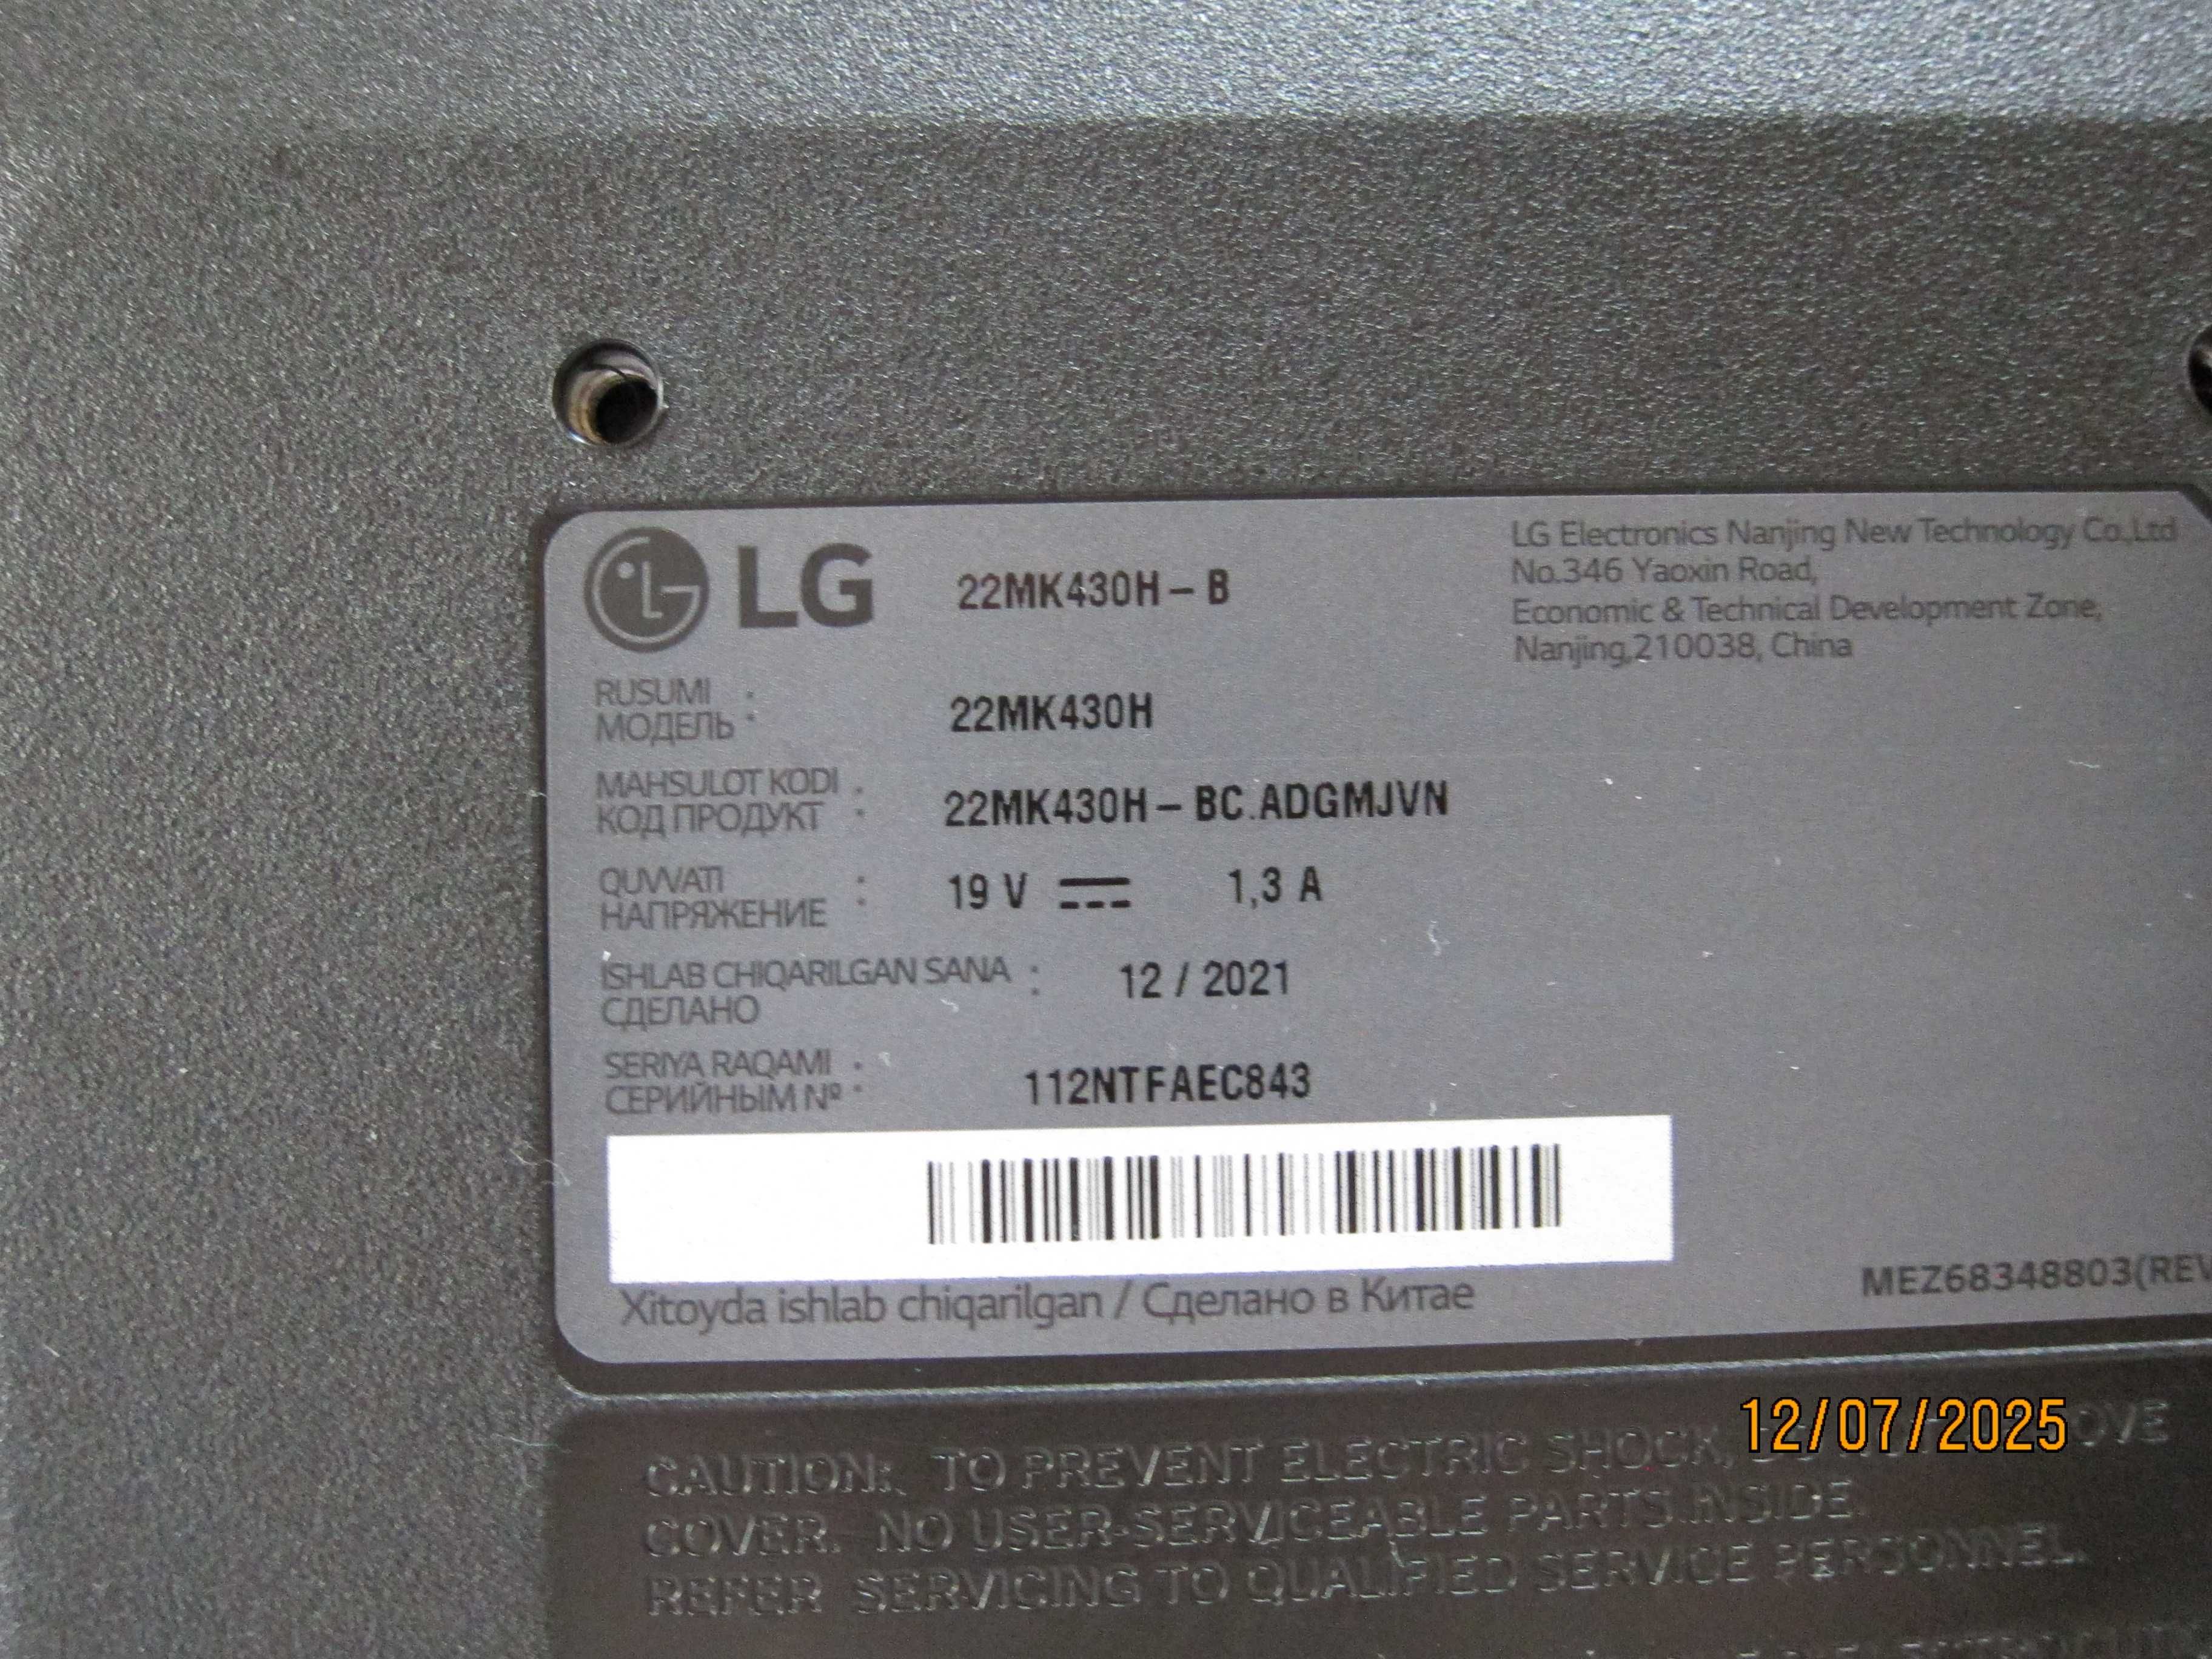 LG 22MK430H-B
LG Electronics Nanjing New Technology Co.,Ltd
No.346 Yaoxin Road,
Economic & Technical Development Zone,
Nanjing,210038, China
RUSUMI
МОДЕЛЬ : 22MK430H
MAHSULOT KODI
КОД ПРОДУКТ : 22MK430H-BC.ADGMJVN
QUVVATI
НАПРЯЖЕНИЕ : 19 V ⎓ 1,3 A
ISHLAB CHIQARILGAN SANA : 12 / 2021
СДЕЛАНО
SERIYA RAQAMI
СЕРИЙНЫМ № : 112NTFAEC843
Xitoyda ishlab chiqarilgan / Сделано в Китае
MEZ68348803(REV
12/07/2025
CAUTION: TO PREVENT ELECTRIC SHOCK,
COVER. NO USER-SERVICEABLE PARTS INSIDE.
REFER SERVICING TO QUALIFIED SERVICE PERSONNEL.